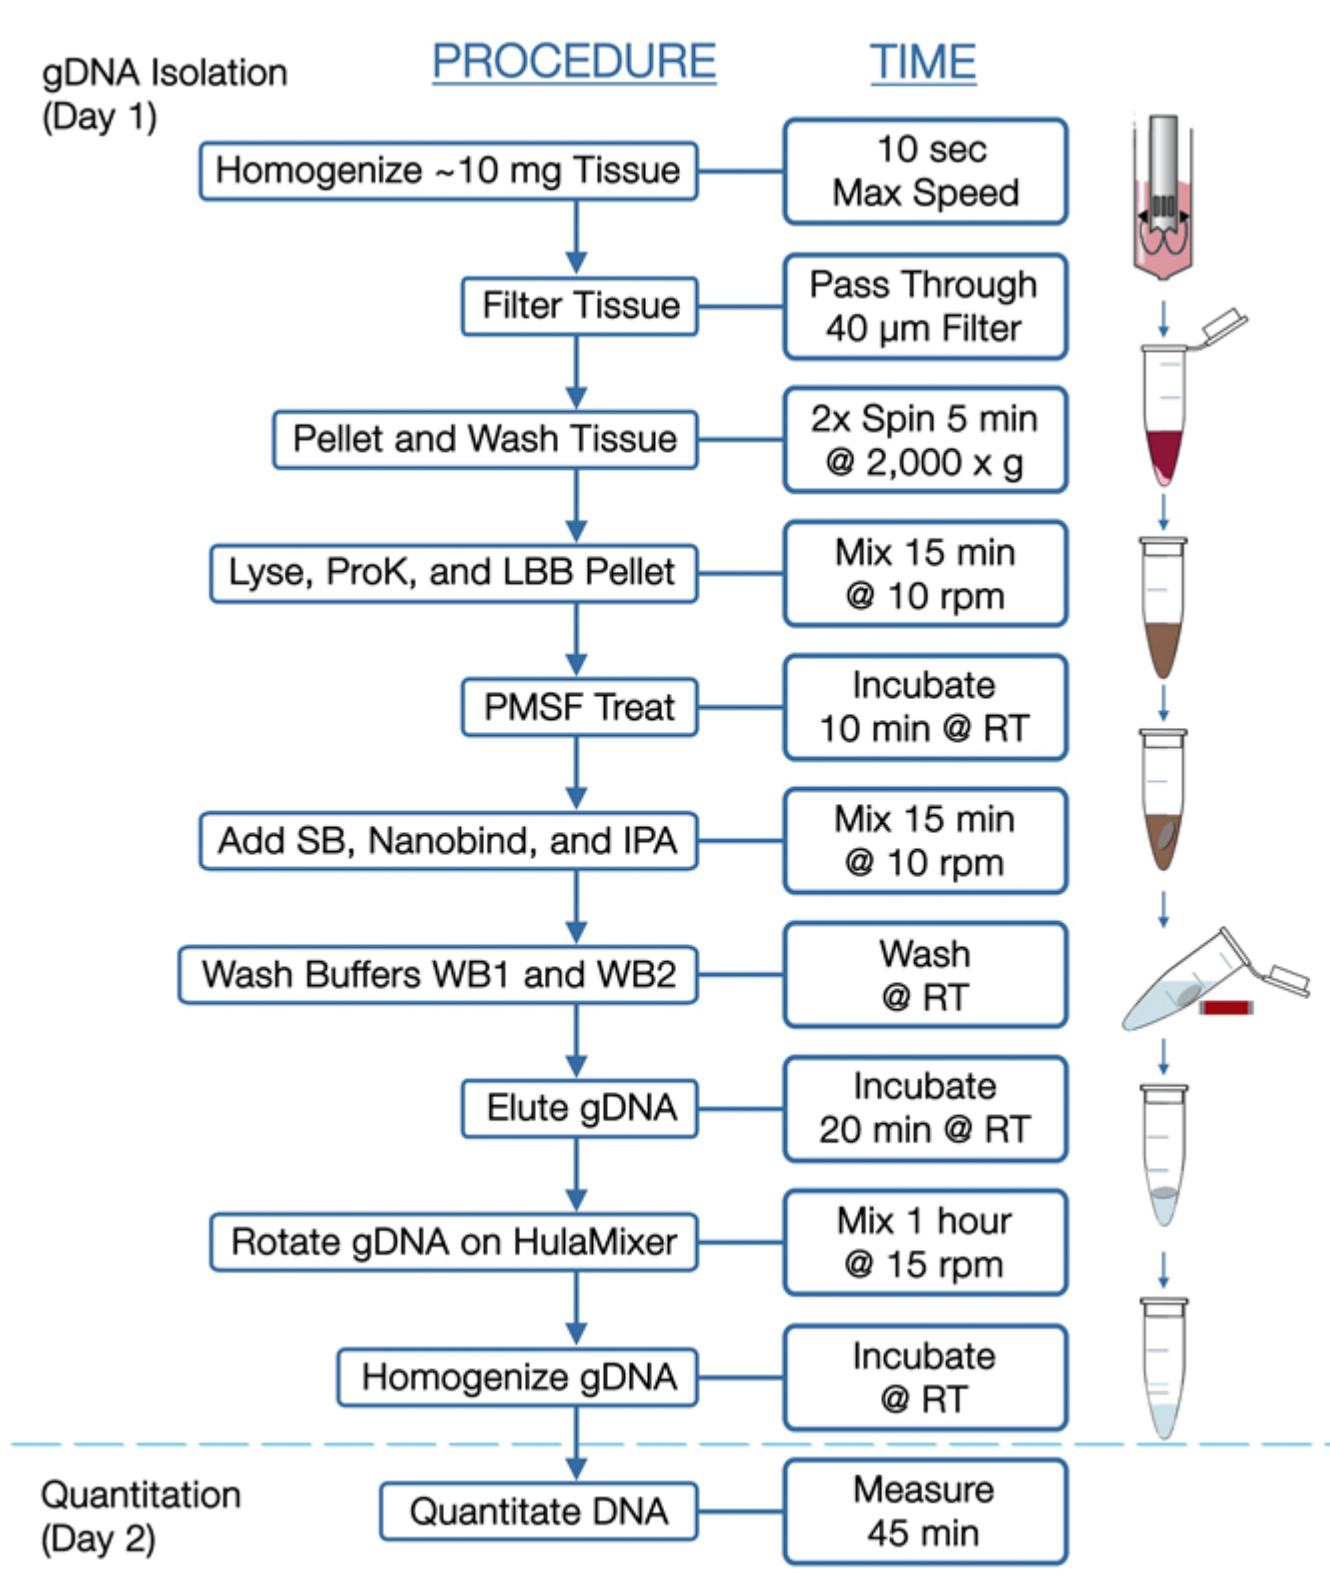 gDNA Isolation
(Day 1)
PROCEDURE
TIME
Homogenize ~10 mg Tissue
10 sec
Max Speed
Filter Tissue
Pass Through
40 µm Filter
Pellet and Wash Tissue
2x Spin 5 min
@ 2,000 x g
Lyse, ProK, and LBB Pellet
Mix 15 min
@ 10 rpm
PMSF Treat
Incubate
10 min @ RT
Add SB, Nanobind, and IPA
Mix 15 min
@ 10 rpm
Wash Buffers WB1 and WB2
Wash
@ RT
Elute gDNA
Incubate
20 min @ RT
Rotate gDNA on HulaMixer
Mix 1 hour
@ 15 rpm
Homogenize gDNA
Incubate
@ RT
Quantitation
(Day 2)
Quantitate DNA
Measure
45 min